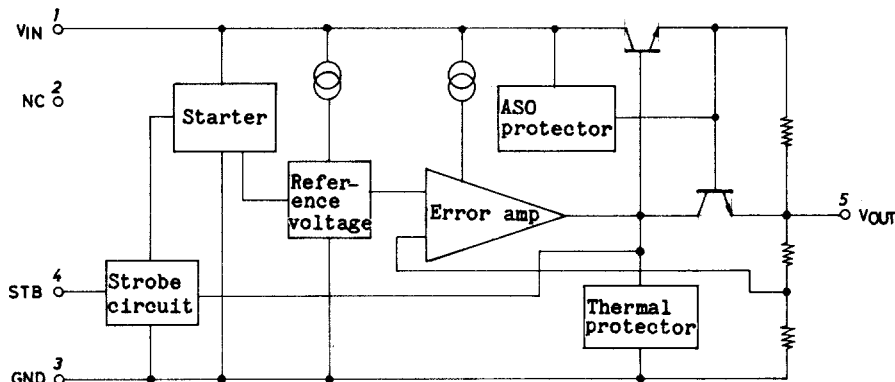 1
VIN
2
NC
Starter
ASO
protector
Refer-
ence
voltage
Error amp
5
VOUT
4
STB
Strobe
circuit
Thermal
protector
3
GND